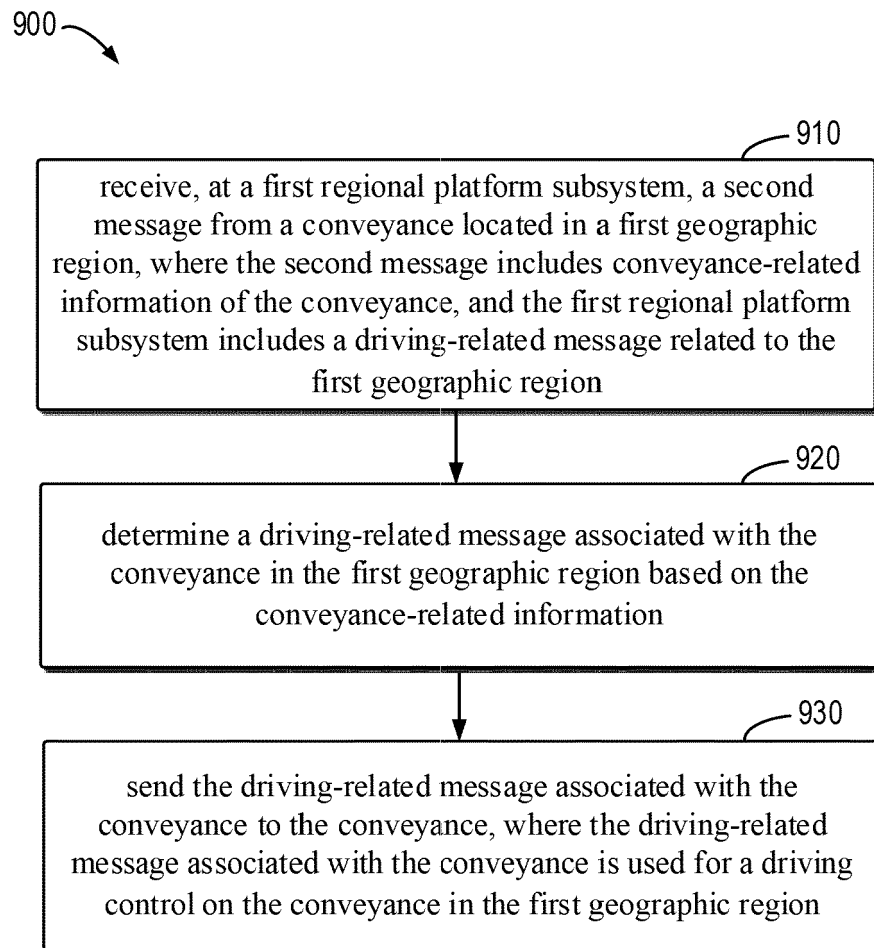 900
910
receive, at a first regional platform subsystem, a second
message from a conveyance located in a first geographic
region, where the second message includes conveyance-related
information of the conveyance, and the first regional platform
subsystem includes a driving-related message related to the
first geographic region
920
determine a driving-related message associated with the
conveyance in the first geographic region based on the
conveyance-related information
930
send the driving-related message associated with the
conveyance to the conveyance, where the driving-related
message associated with the conveyance is used for a driving
control on the conveyance in the first geographic region